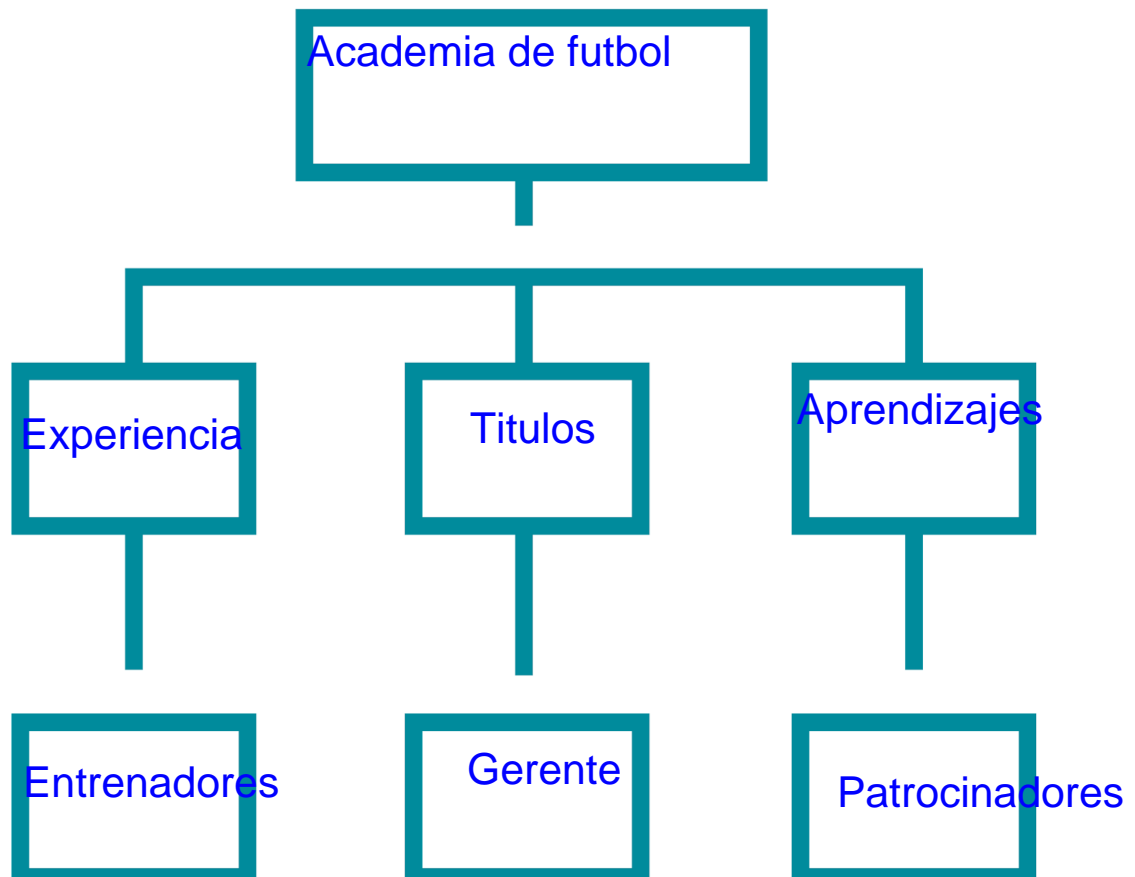 Academia de futbol
Experiencia
Titulos
Aprendizajes
Entrenadores
Gerente
Patrocinadores